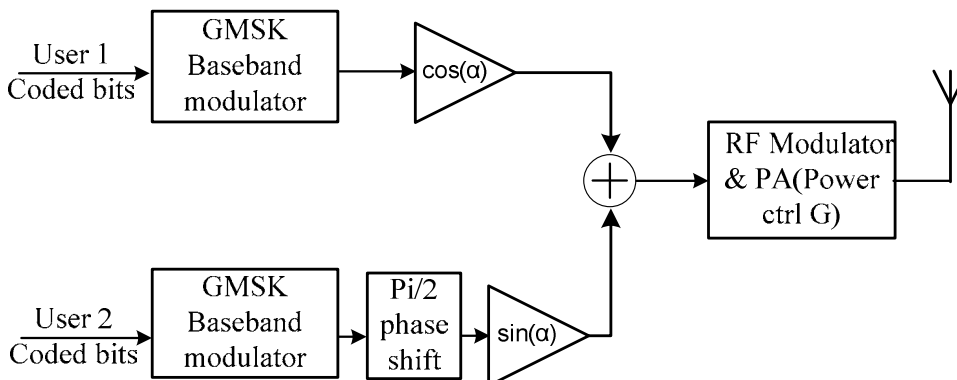 User 1
Coded bits
GMSK
Baseband
modulator
cos(α)
RF Modulator
& PA(Power
ctrl G)
User 2
Coded bits
GMSK
Baseband
modulator
Pi/2
phase
shift
sin(α)